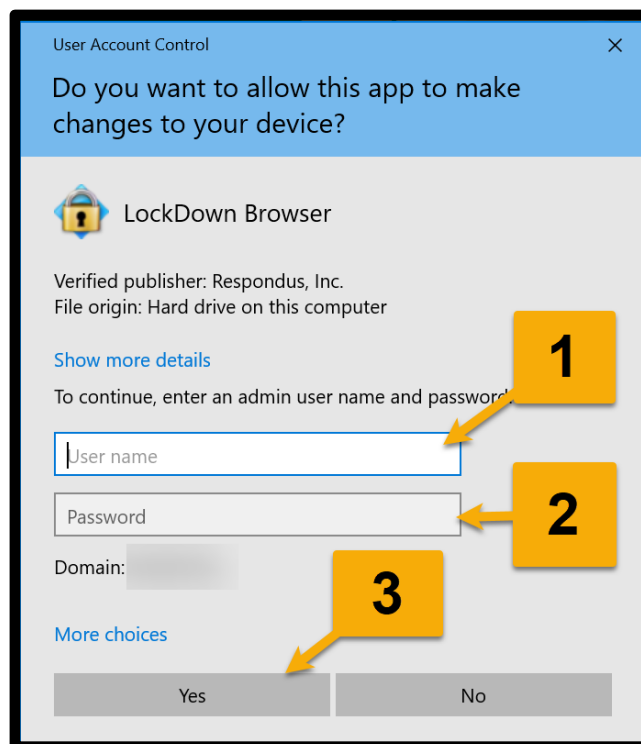 User Account Control
Do you want to allow this app to make
changes to your device?
LockDown Browser
Verified publisher: Respondus, Inc.
File origin: Hard drive on this computer
Show more details
1
To continue, enter an admin user name and password.
User name
Password
2
Domain:
3
More choices
Yes
No